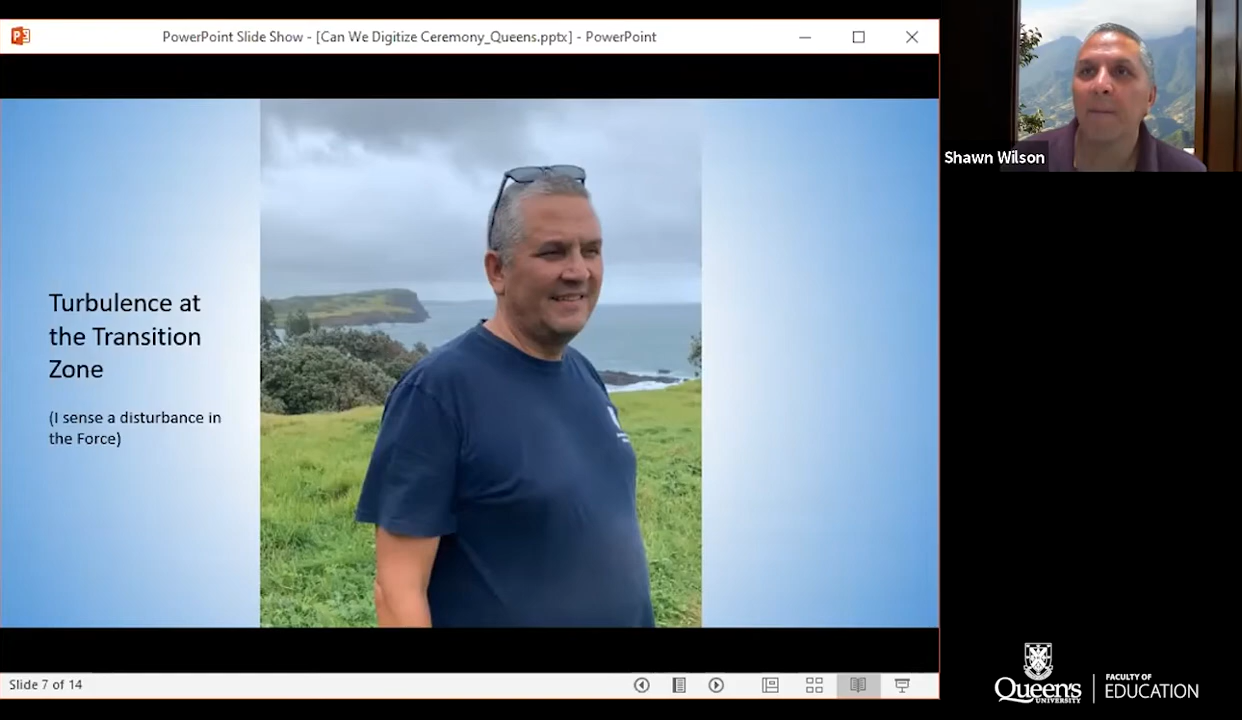 PowerPoint Slide Show - [Can We Digitize Ceremony_Queens.pptx] - PowerPoint
Shawn Wilson
Turbulence at
the Transition
Zone
(I sense a disturbance in
the Force)
Slide 7 of 14
Queen's
UNIVERSITY
FACULTY OF
EDUCATION